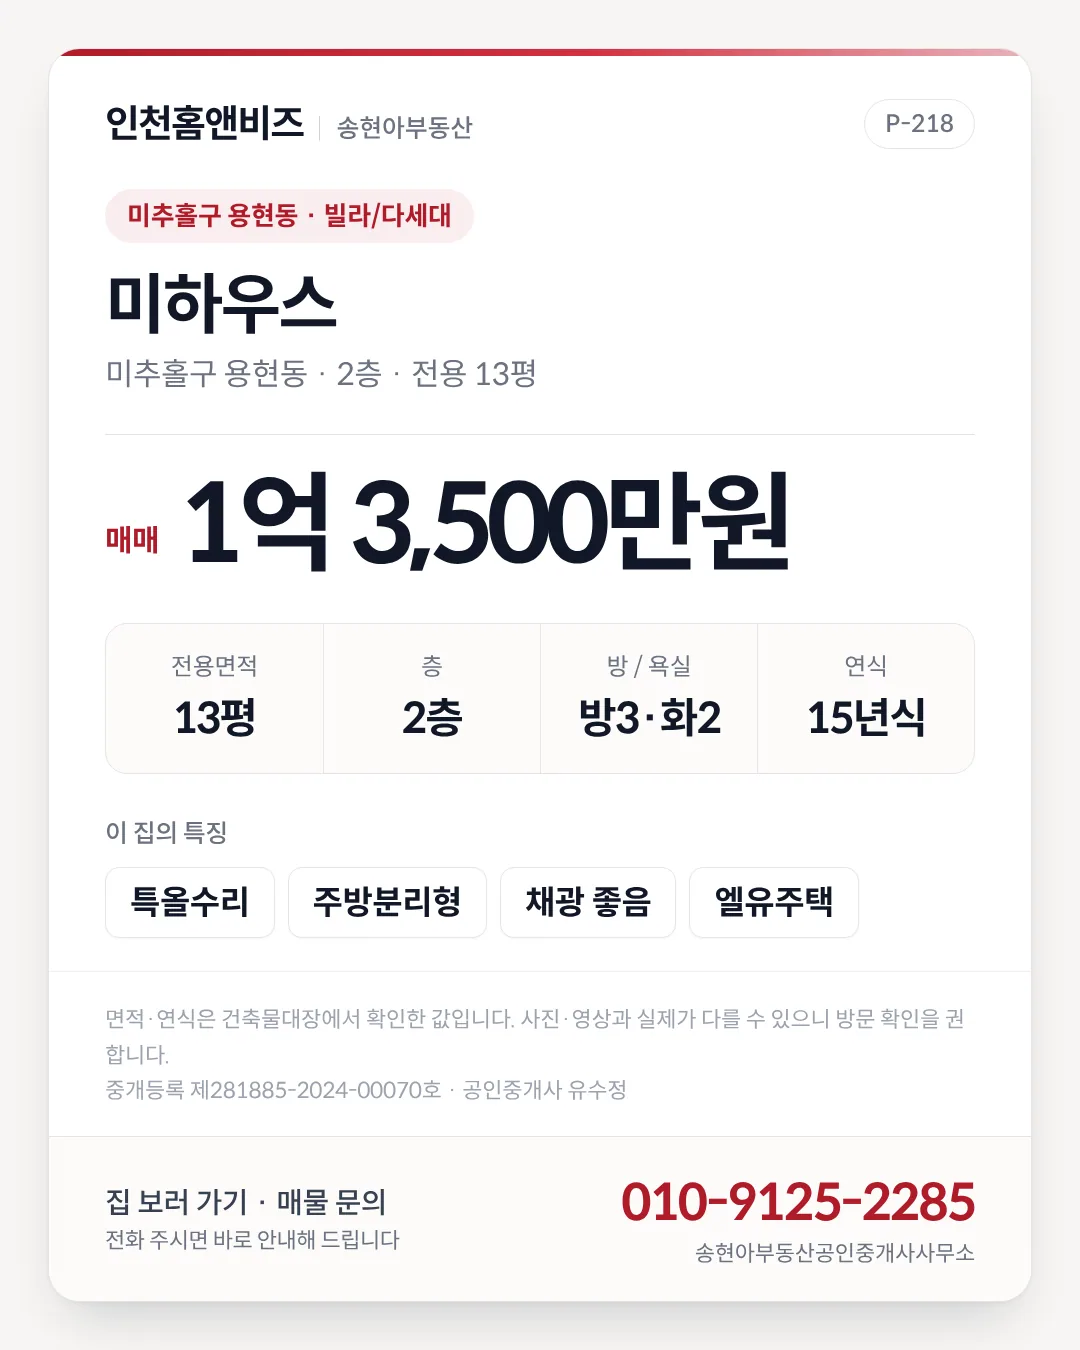 인천홈앤비즈 | 송현아부동산
P-218
미추홀구 용현동 · 빌라/다세대
미하우스
미추홀구 용현동 · 2층 · 전용 13평
매매 1억 3,500만원
전용면적 층 방 / 욕실 연식
13평 2층 방3·화2 15년식
이 집의 특징
특올수리 주방분리형 채광 좋음 엘유주택
면적·연식은 건축물대장에서 확인한 값입니다. 사진·영상과 실제가 다를 수 있으니 방문 확인을 권
합니다.
중개등록 제281885-2024-00070호 · 공인중개사 유수정
집 보러 가기 · 매물 문의
전화 주시면 바로 안내해 드립니다
010-9125-2285
송현아부동산공인중개사사무소